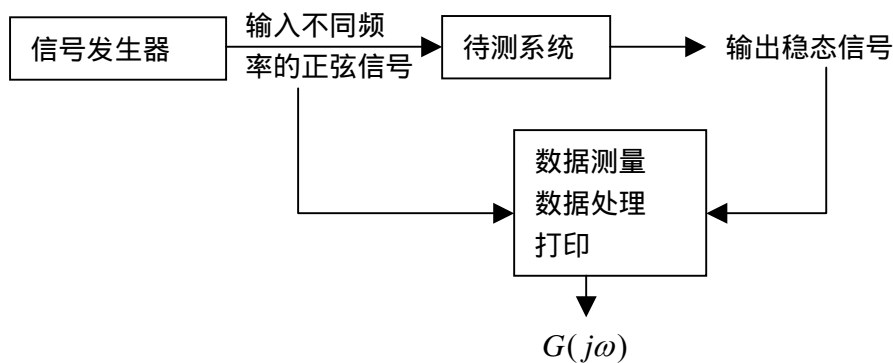 信号发生器
输入不同频
率的正弦信号
待测系统
输出稳态信号
数据测量
数据处理
打印
G(jω)